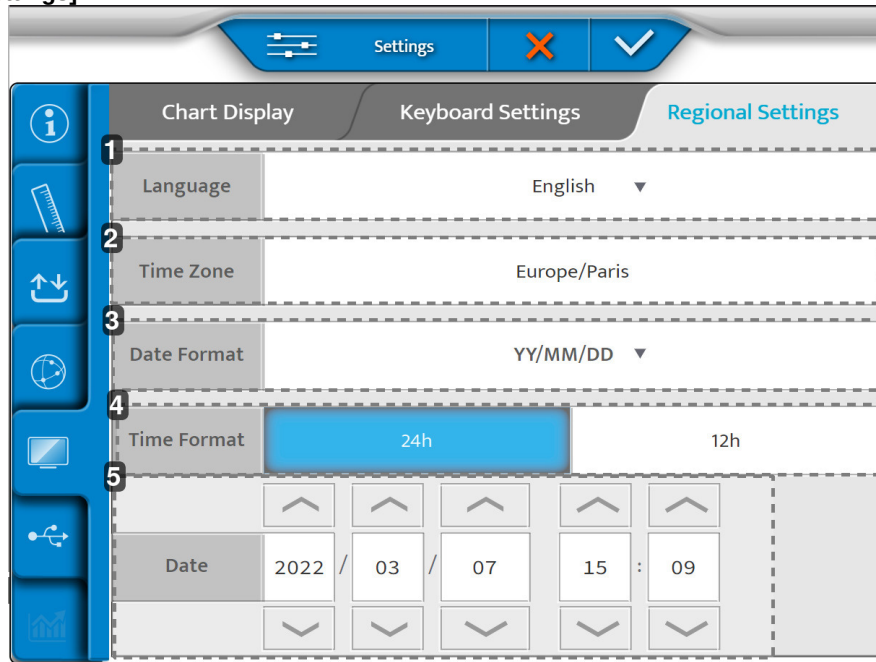 Settings
Chart Display Keyboard Settings Regional Settings
1
Language English ▼
2
Time Zone Europe/Paris
3
Date Format YY/MM/DD ▼
4
Time Format 24h 12h
5
Date 2022 / 03 / 07 15 : 09